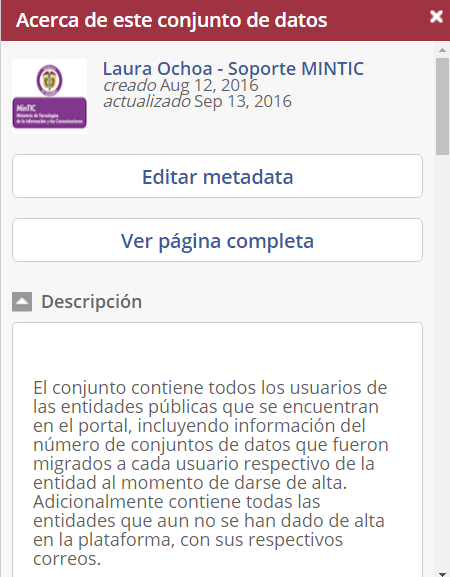 Acerca de este conjunto de datos
Laura Ochoa - Soporte MINTIC
creado Aug 12, 2016
actualizado Sep 13, 2016
MinTIC
Ministerio de Tecnologías
de la Información y las Comunicaciones
Editar metadata
Ver página completa
Descripción
El conjunto contiene todos los usuarios de
las entidades públicas que se encuentran
en el portal, incluyendo información del
número de conjuntos de datos que fueron
migrados a cada usuario respectivo de la
entidad al momento de darse de alta.
Adicionalmente contiene todas las
entidades que aun no se han dado de alta
en la plataforma, con sus respectivos
correos.